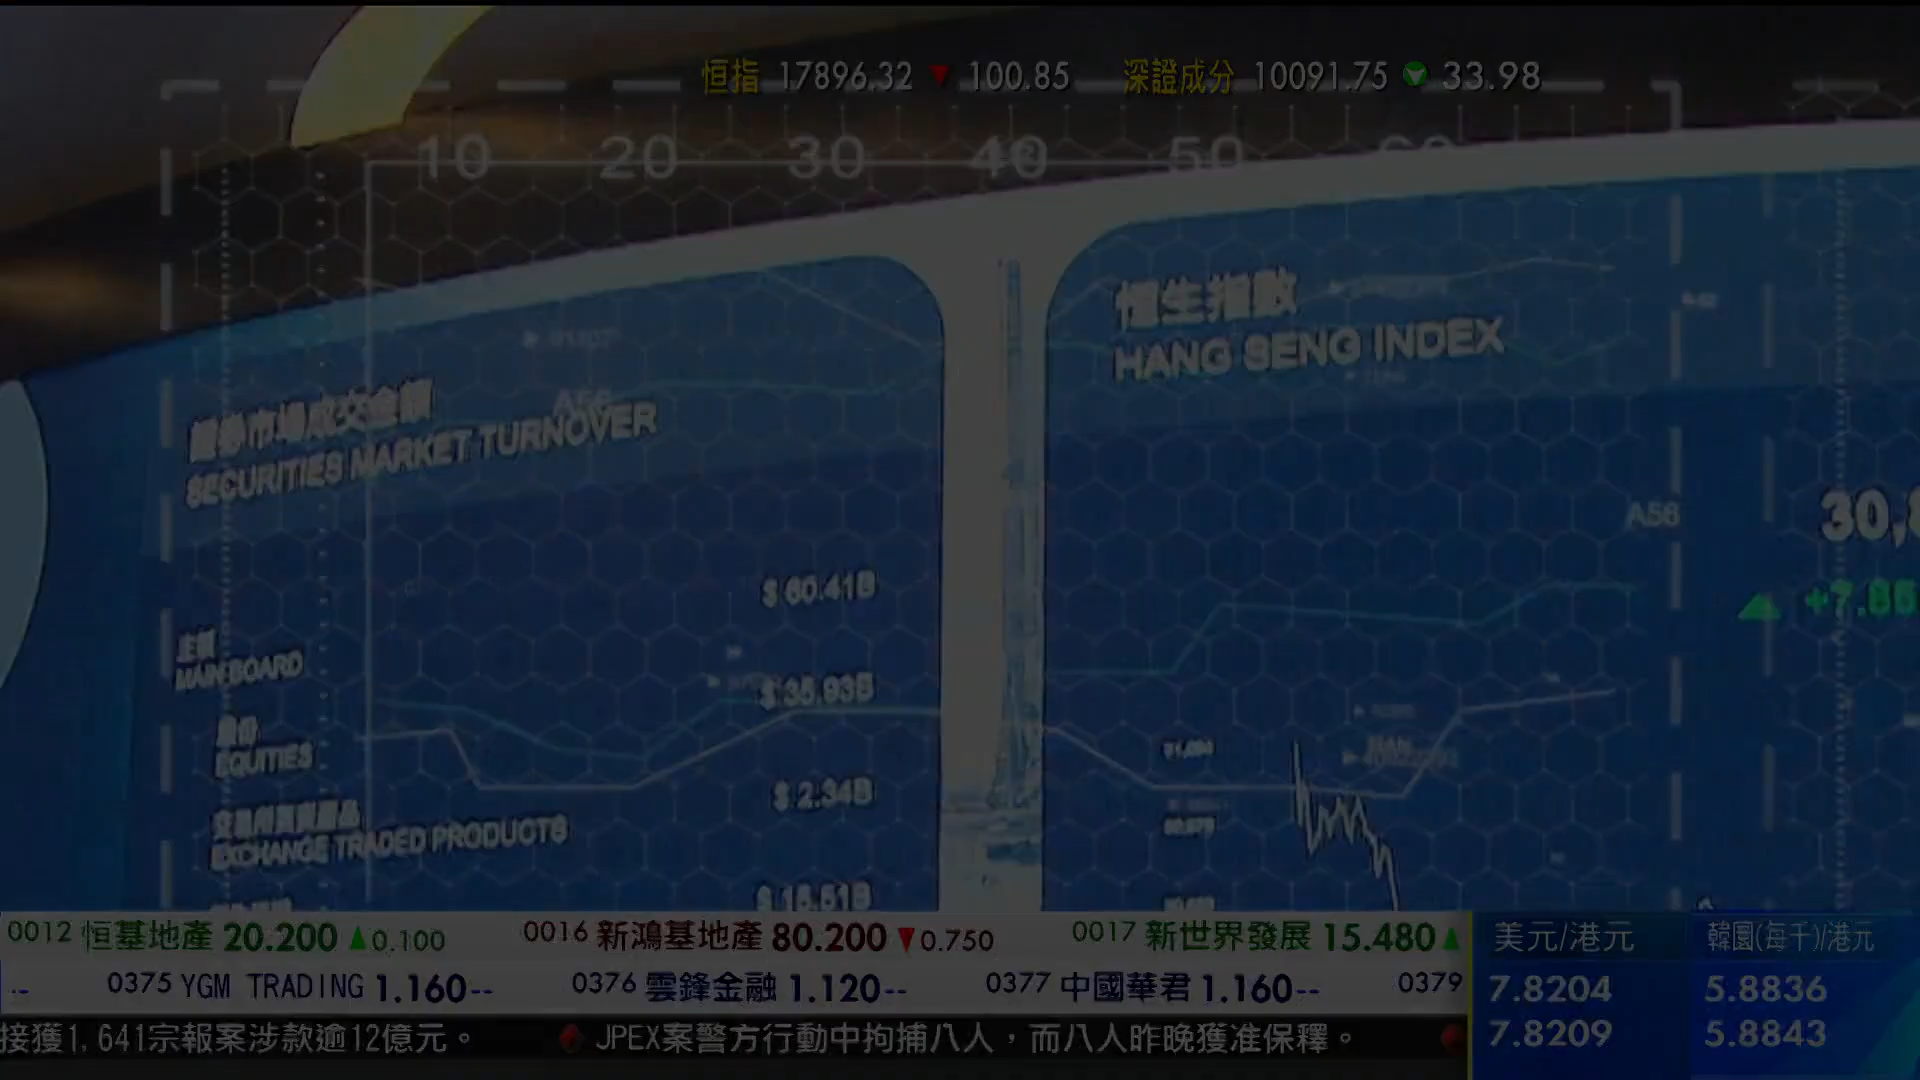 恒指 17896.32 ▼ 100.85 深證成分 10091.75 ▼ 33.98
10 20 30 40 50 60
恒生指數
HANG SENG INDEX
證券市場成交金額
SECURITIES MARKET TURNOVER
A56
A56
30,8
+7.85
$ 60.41B
主板
MAIN BOARD
$ 35.93B
股份
EQUITIES
$ 2.34B
交易所買賣產品
EXCHANGE TRADED PRODUCTS
$ 15.51B
0012 恒基地產 20.200 ▲ 0.100 0016 新鴻基地產 80.200 ▼ 0.750 0017 新世界發展 15.480 ▲
-- 0375 YGM TRADING 1.160 -- 0376 雲鋒金融 1.120 -- 0377 中國華君 1.160 -- 0379
接獲1,641宗報案涉款逾12億元。 JPEX案警方行動中拘捕八人，而八人昨晚獲准保釋。
美元/港元 韓圜(每千)/港元
7.8204 5.8836
7.8209 5.8843